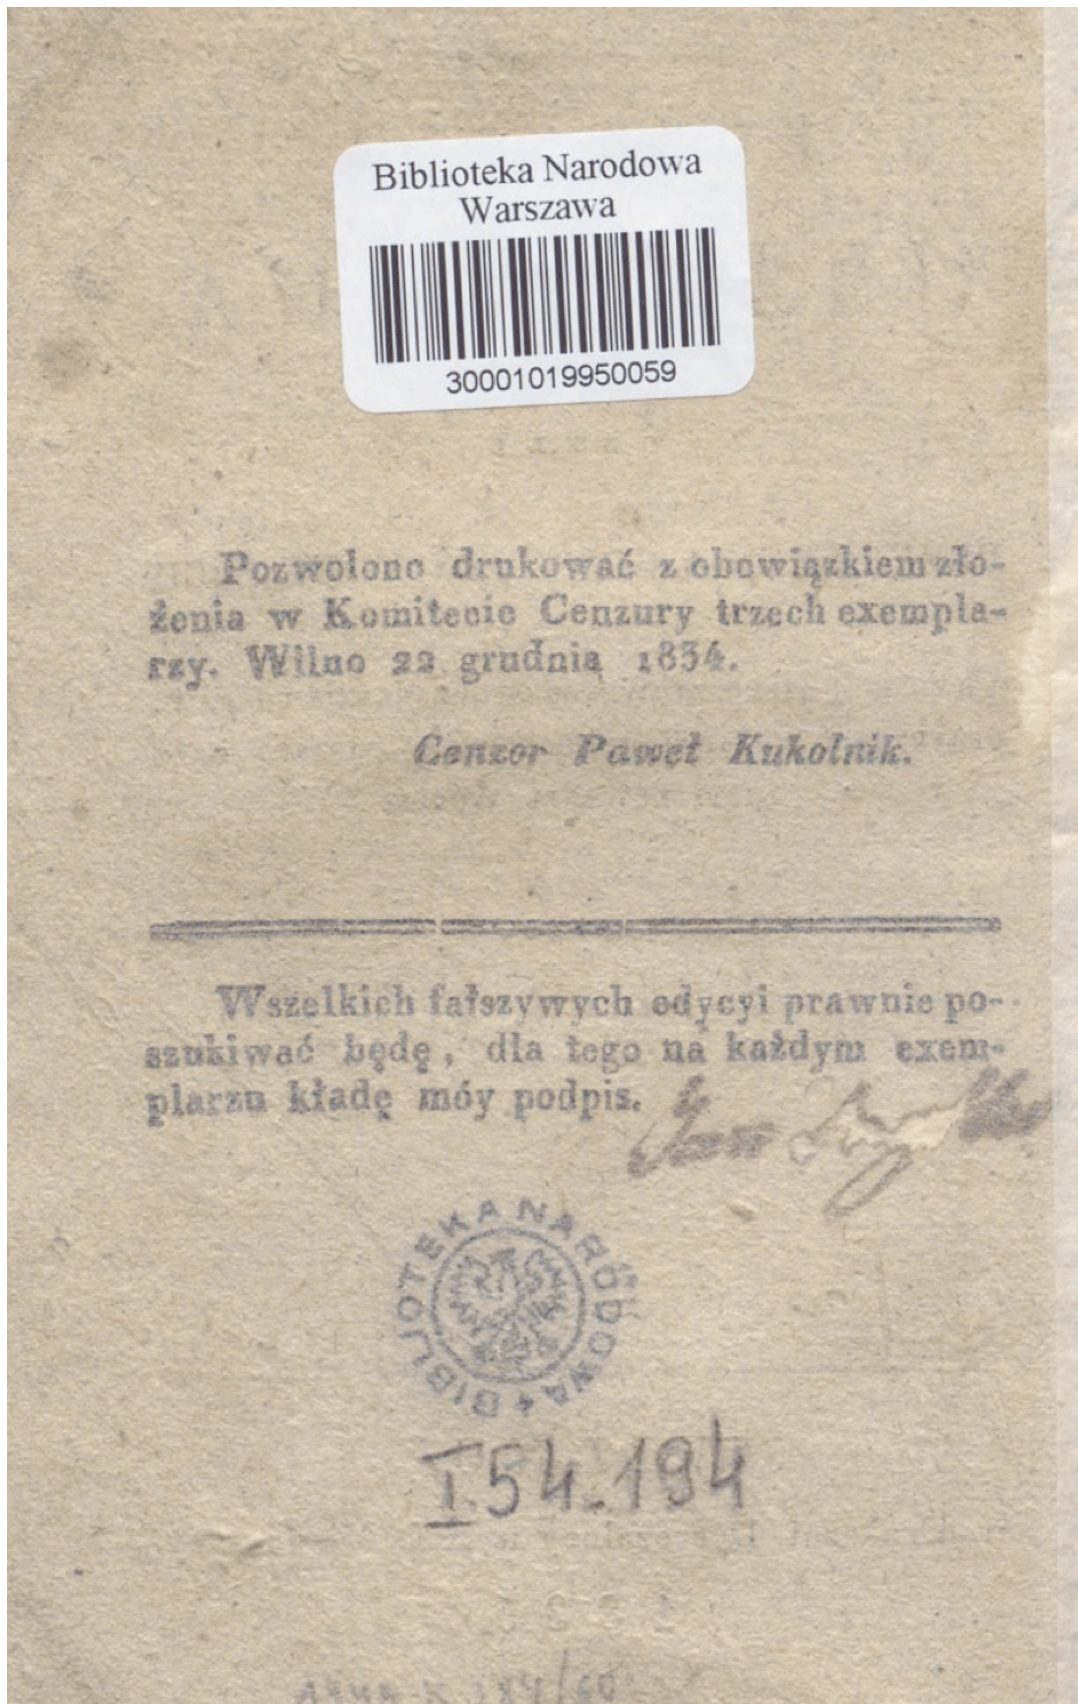 Biblioteka Narodowa
Warszawa
30001019950059
Pozwolono drukować z obowiązkiem zło-
żenia w Komitecie Cenzury trzech exempla-
rzy. Wilno 22 grudnia 1834.
Cenzor Paweł Kukolnik.
Wszelkich fałszywych edycyi prawnie po-
szukiwać będę, dla tego na każdym exem-
plarzu kładę móy podpis.
Jan
BIBLJOTEKA NARODOWA
I 54.194